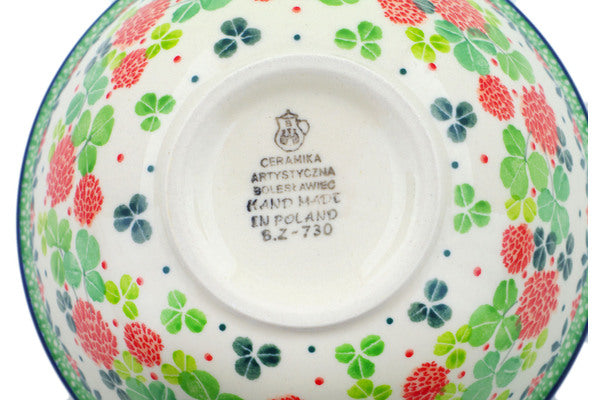 CERAMIKA
ARTYSTYCZNA
BOLESŁAWIEC
HAND MADE
IN POLAND
B.Z-730